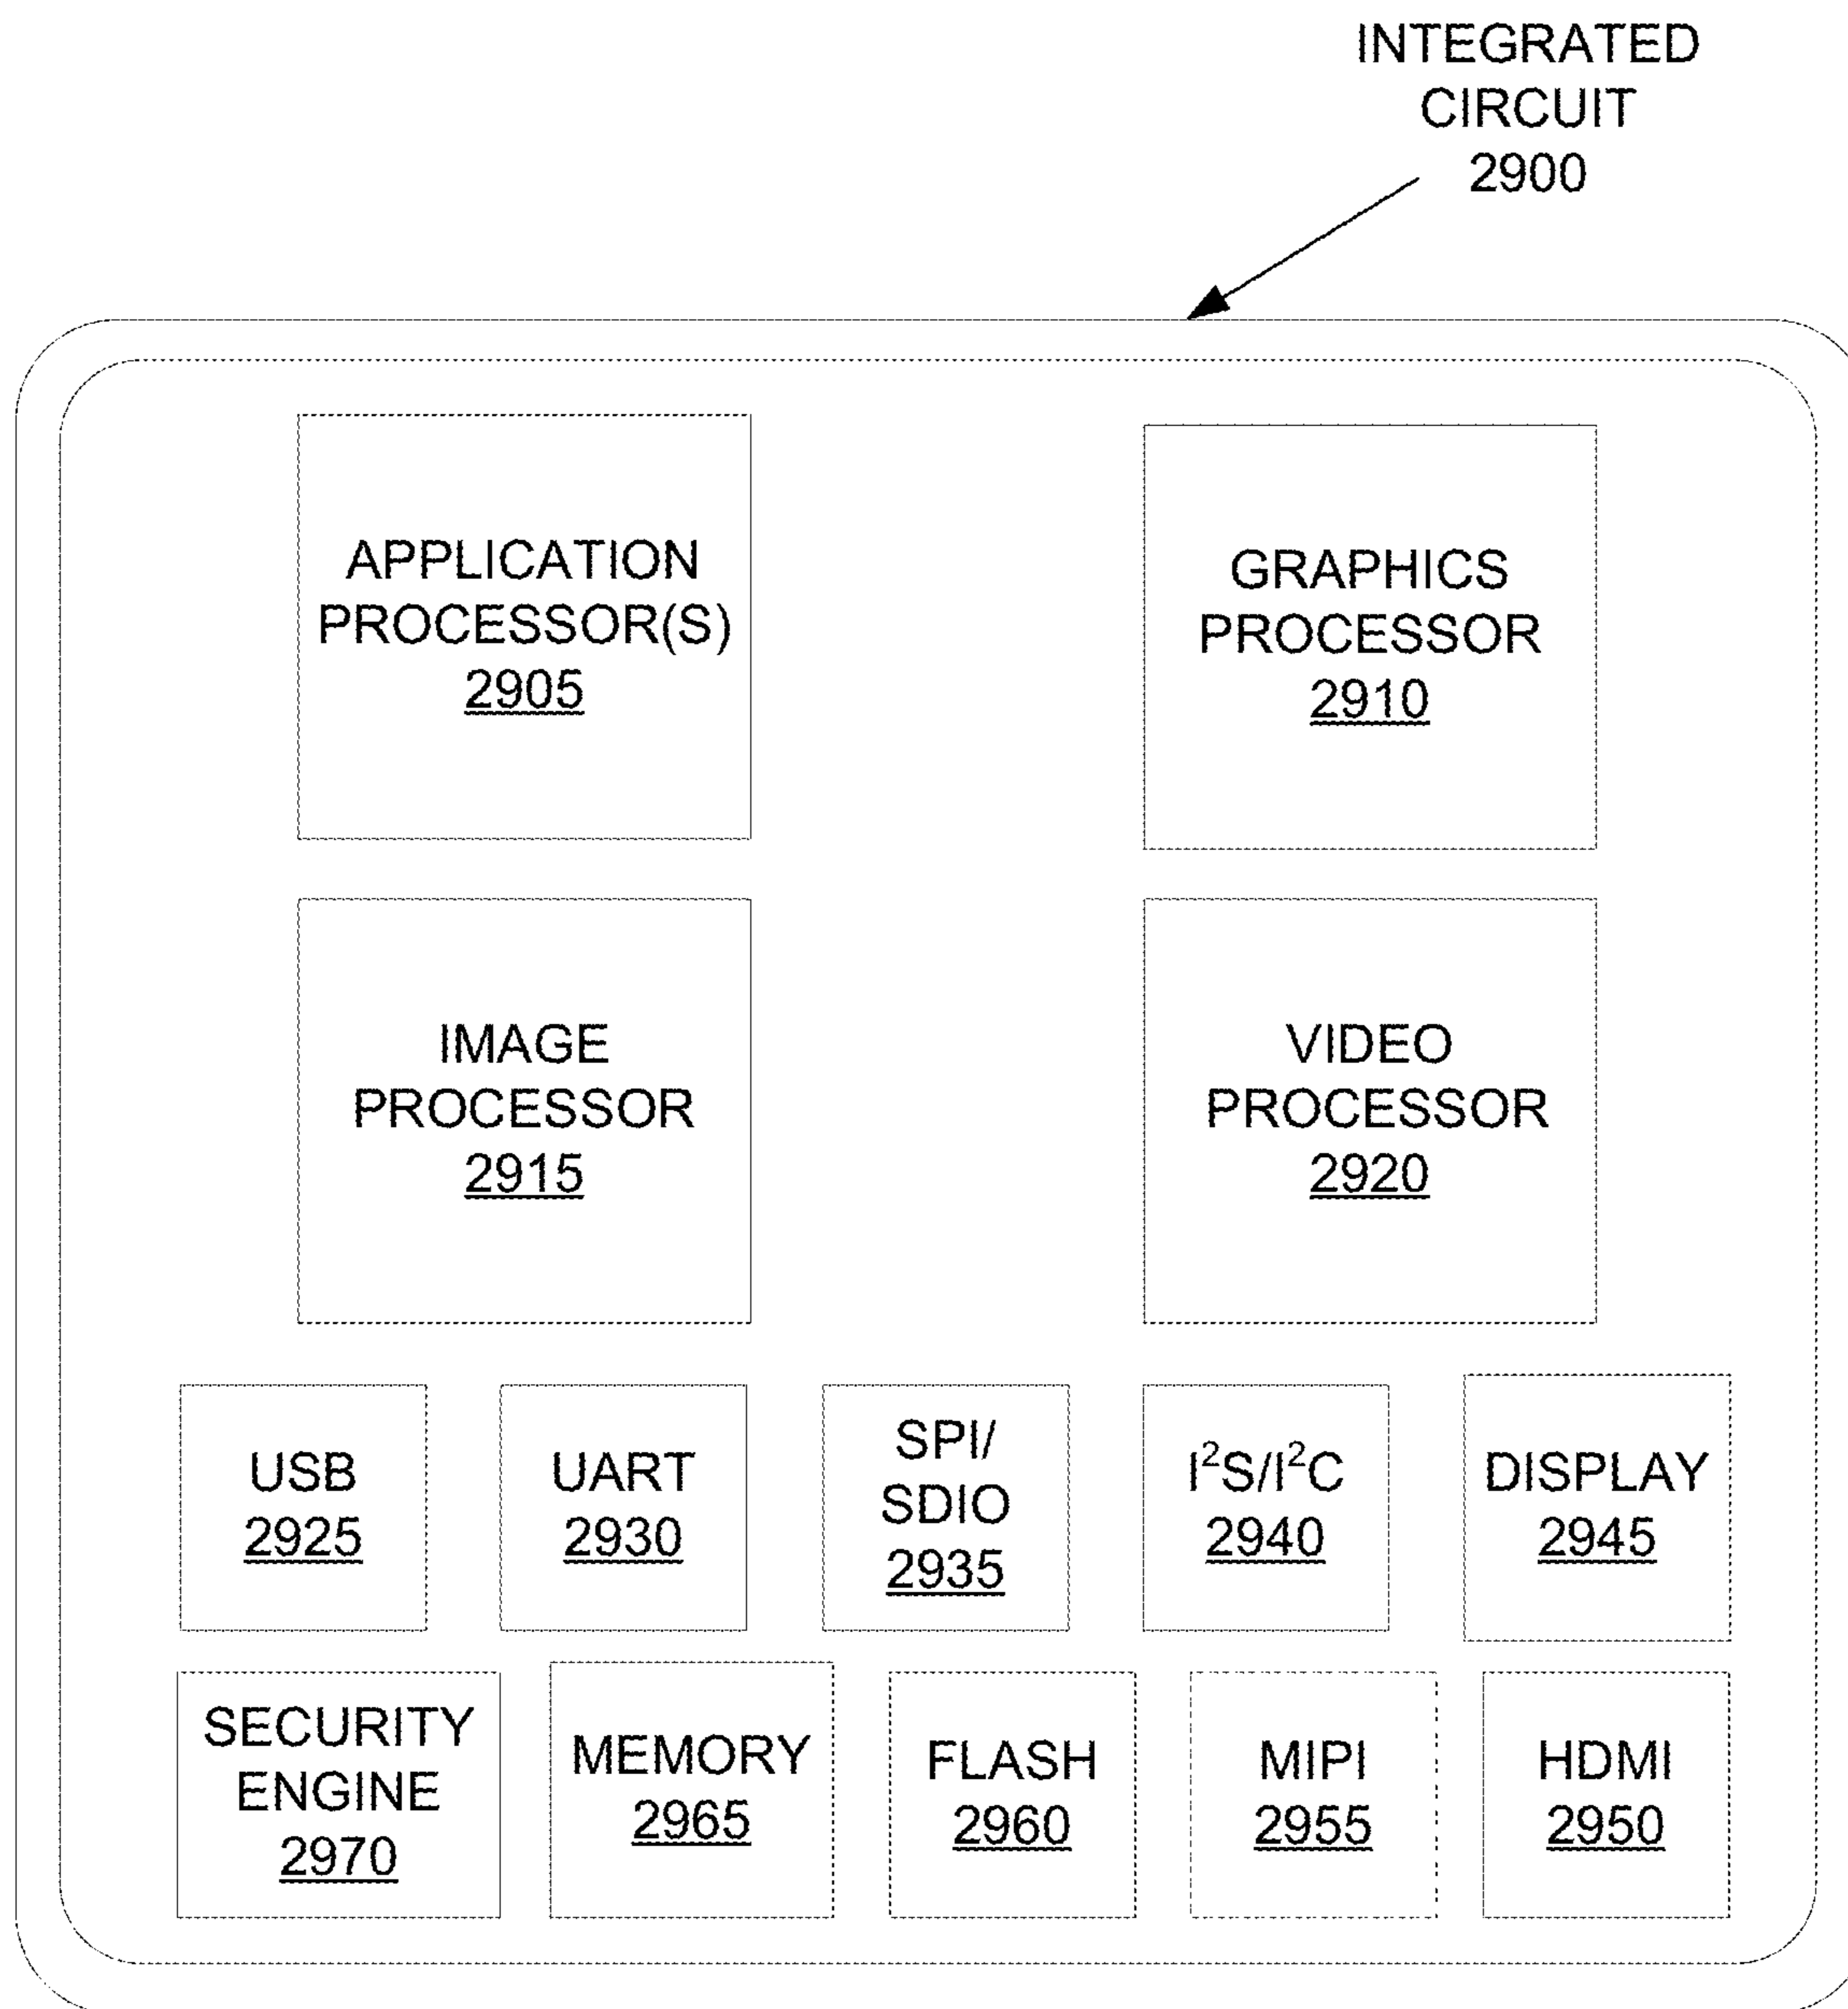 INTEGRATED
CIRCUIT
2900
APPLICATION
PROCESSOR(S)
2905
GRAPHICS
PROCESSOR
2910
IMAGE
PROCESSOR
2915
VIDEO
PROCESSOR
2920
USB
2925
UART
2930
SPI/
SDIO
2935
I²S/I²C
2940
DISPLAY
2945
SECURITY
ENGINE
2970
MEMORY
2965
FLASH
2960
MIPI
2955
HDMI
2950